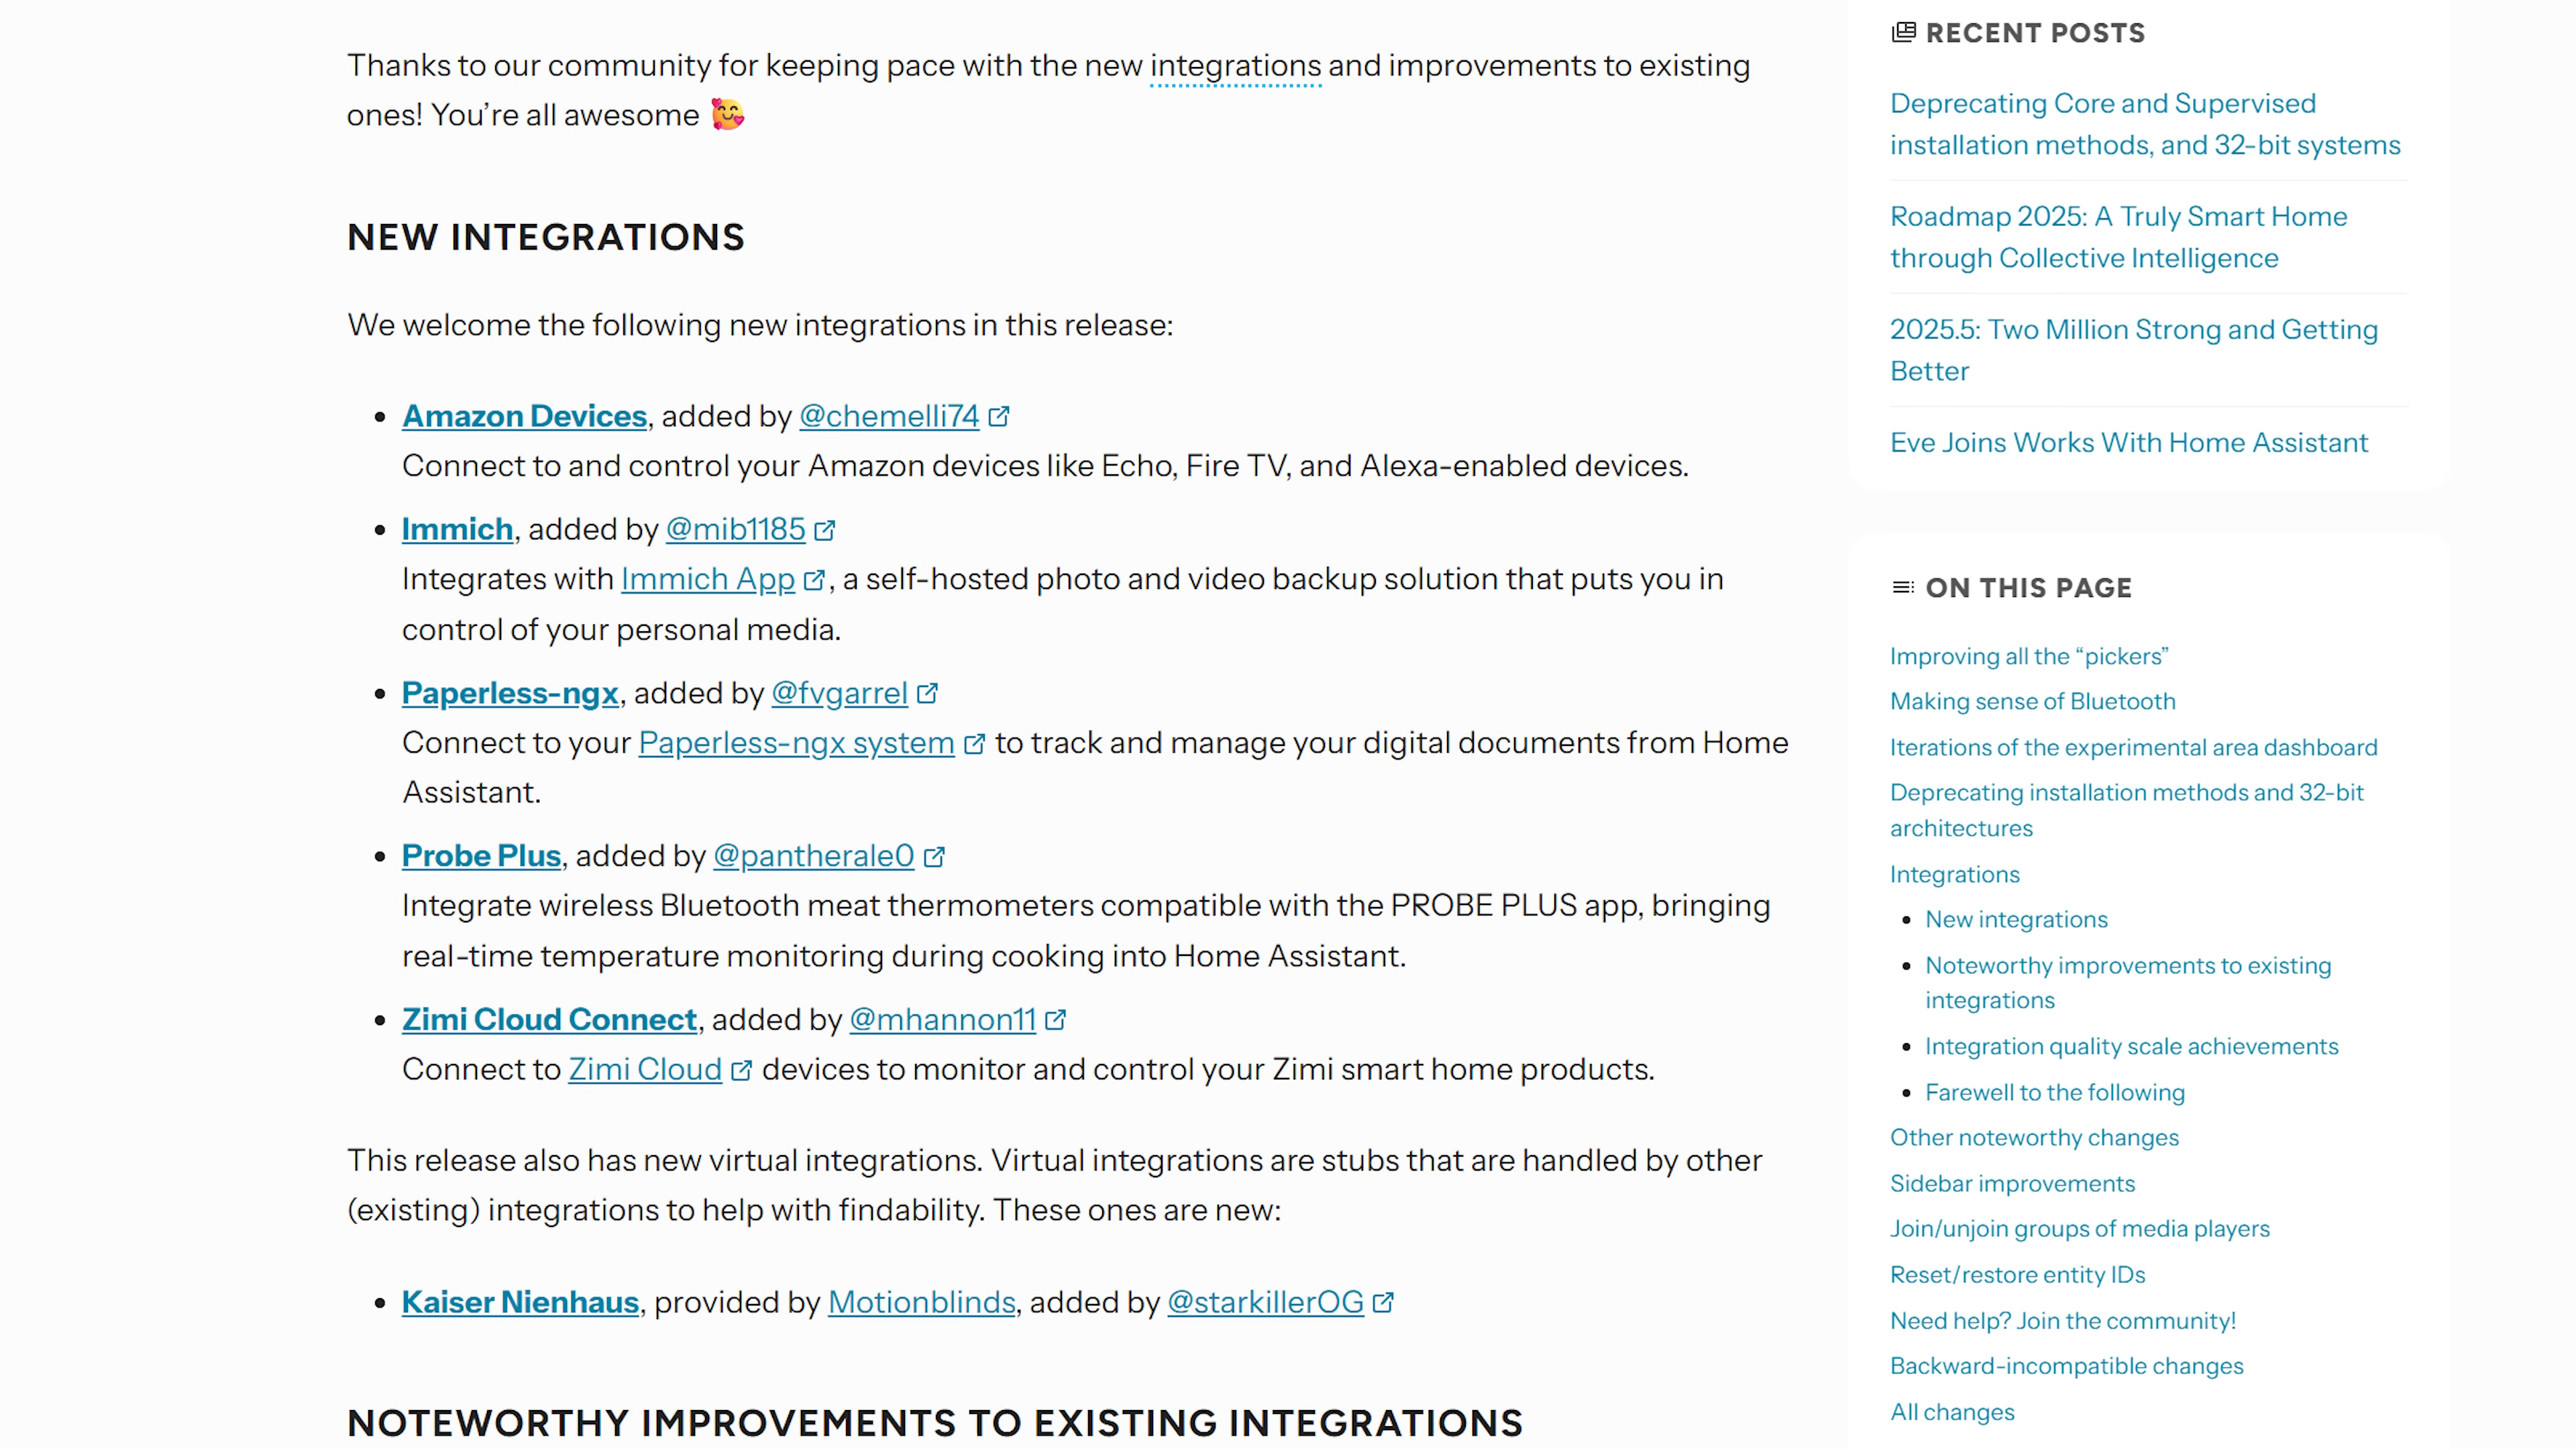 Thanks to our community for keeping pace with the new integrations and improvements to existing
ones! You’re all awesome 🥰
NEW INTEGRATIONS
We welcome the following new integrations in this release:
• Amazon Devices, added by @chemelli74
Connect to and control your Amazon devices like Echo, Fire TV, and Alexa-enabled devices.
• Immich, added by @mib1185
Integrates with Immich App, a self-hosted photo and video backup solution that puts you in
control of your personal media.
• Paperless-ngx, added by @fvgarrel
Connect to your Paperless-ngx system to track and manage your digital documents from Home
Assistant.
• Probe Plus, added by @pantherale0
Integrate wireless Bluetooth meat thermometers compatible with the PROBE PLUS app, bringing
real-time temperature monitoring during cooking into Home Assistant.
• Zimi Cloud Connect, added by @mhannon11
Connect to Zimi Cloud devices to monitor and control your Zimi smart home products.
This release also has new virtual integrations. Virtual integrations are stubs that are handled by other
(existing) integrations to help with findability. These ones are new:
• Kaiser Nienhaus, provided by Motionblinds, added by @starkillerOG
NOTEWORTHY IMPROVEMENTS TO EXISTING INTEGRATIONS
RECENT POSTS
Deprecating Core and Supervised
installation methods, and 32-bit systems
Roadmap 2025: A Truly Smart Home
through Collective Intelligence
2025.5: Two Million Strong and Getting
Better
Eve Joins Works With Home Assistant
ON THIS PAGE
Improving all the “pickers”
Making sense of Bluetooth
Iterations of the experimental area dashboard
Deprecating installation methods and 32-bit
architectures
Integrations
• New integrations
• Noteworthy improvements to existing
integrations
• Integration quality scale achievements
• Farewell to the following
Other noteworthy changes
Sidebar improvements
Join/unjoin groups of media players
Reset/restore entity IDs
Need help? Join the community!
Backward-incompatible changes
All changes